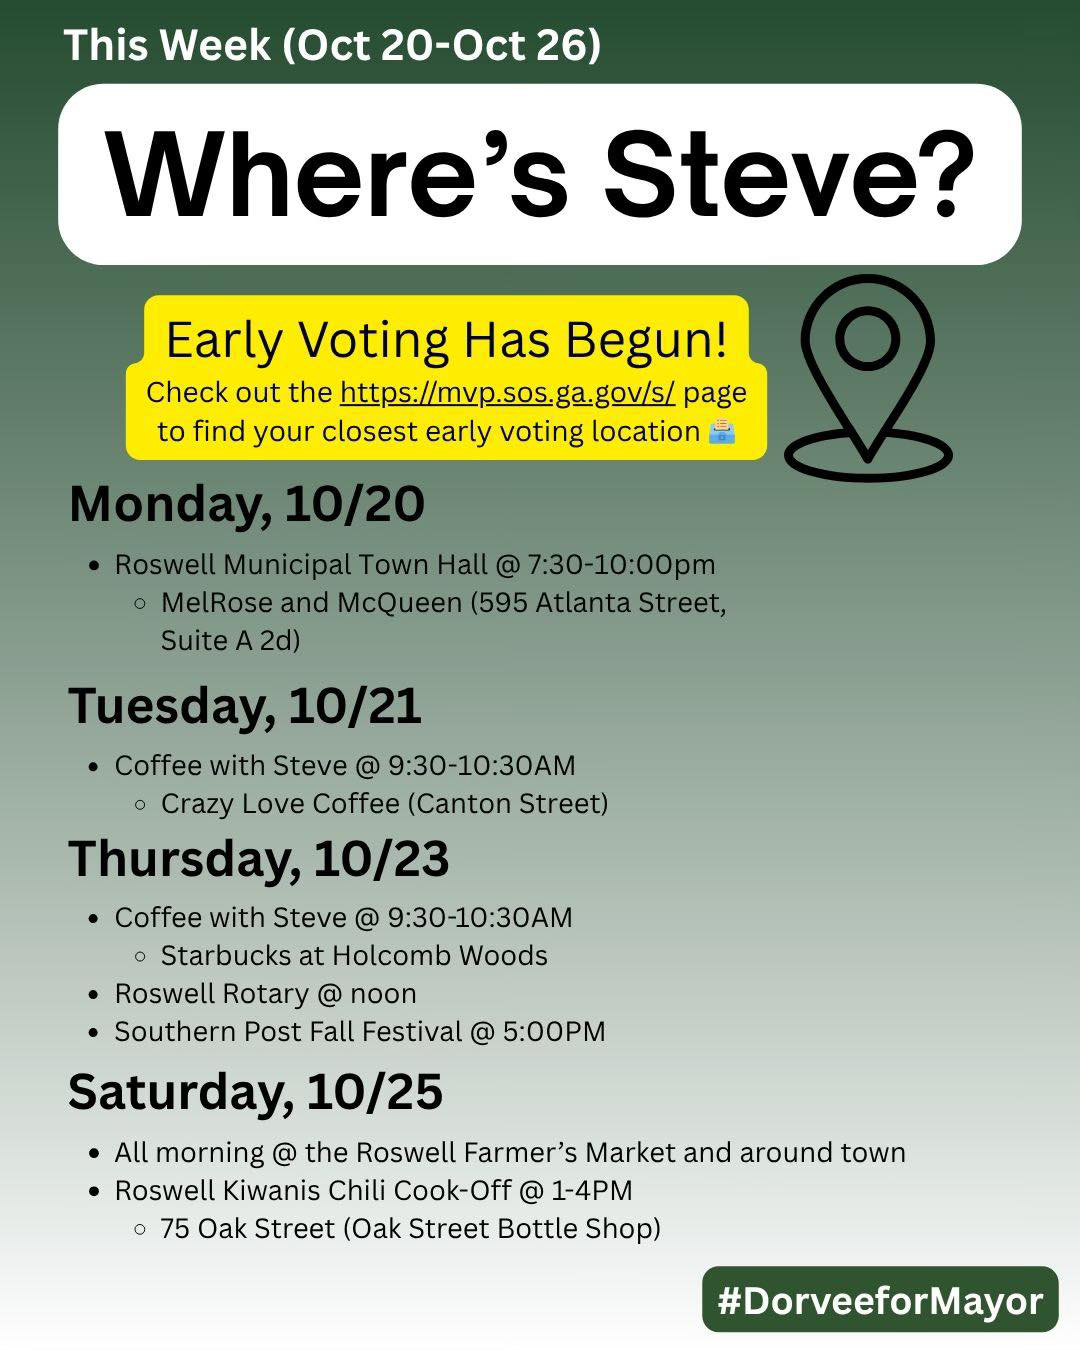 This Week (Oct 20-Oct 26)
Where's Steve?
Early Voting Has Begun!
Check out the https://mvp.sos.ga.gov/s/ page
to find your closest early voting location 🗳️
Monday, 10/20
• Roswell Municipal Town Hall @ 7:30-10:00pm
○ MelRose and McQueen (595 Atlanta Street,
Suite A 2d)
Tuesday, 10/21
• Coffee with Steve @ 9:30-10:30AM
○ Crazy Love Coffee (Canton Street)
Thursday, 10/23
• Coffee with Steve @ 9:30-10:30AM
○ Starbucks at Holcomb Woods
• Roswell Rotary @ noon
• Southern Post Fall Festival @ 5:00PM
Saturday, 10/25
• All morning @ the Roswell Farmer's Market and around town
• Roswell Kiwanis Chili Cook-Off @ 1-4PM
○ 75 Oak Street (Oak Street Bottle Shop)
#DorveeforMayor